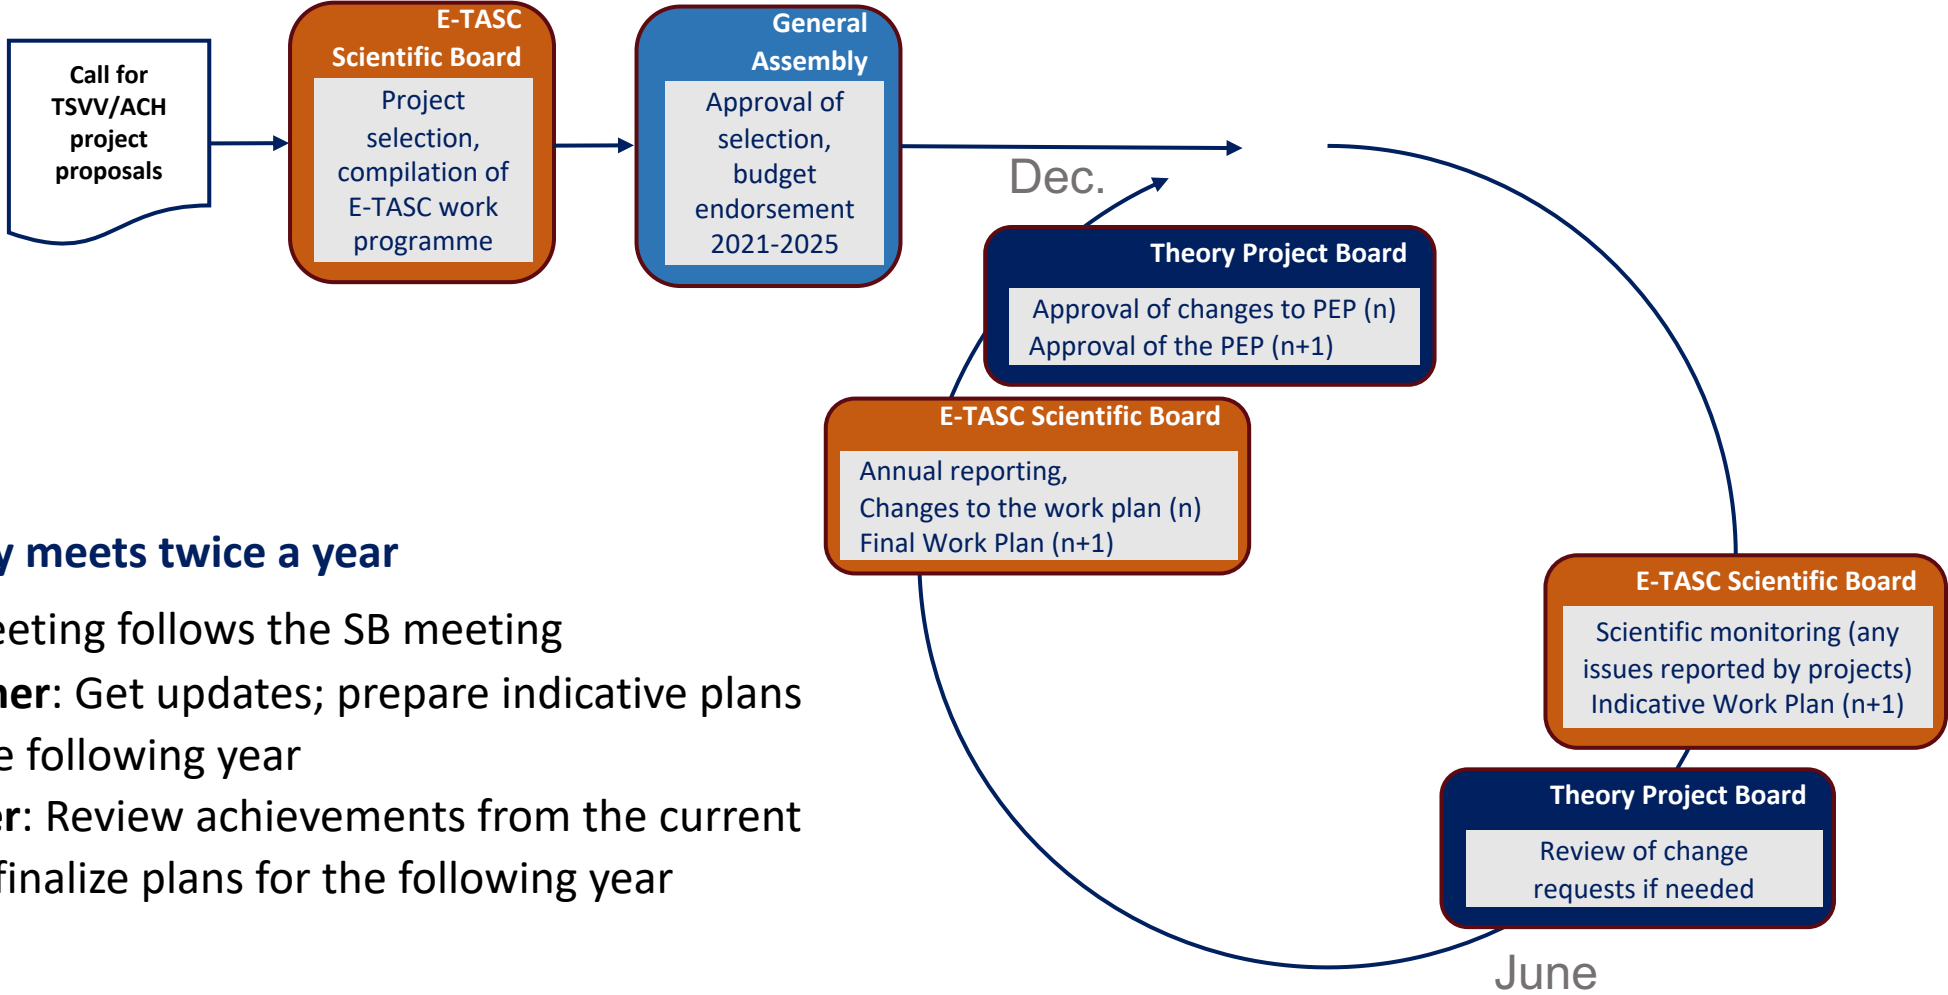 Call for
TSVV/ACH
project
proposals
E-TASC
Scientific Board
Project
selection,
compilation of
E-TASC work
programme
General
Assembly
Approval of
selection,
budget
endorsement
2021-2025
Dec.
Theory Project Board
Approval of changes to PEP (n)
Approval of the PEP (n+1)
E-TASC Scientific Board
Annual reporting,
Changes to the work plan (n)
Final Work Plan (n+1)
E-TASC Scientific Board
Scientific monitoring (any
issues reported by projects)
Indicative Work Plan (n+1)
Theory Project Board
Review of change
requests if needed
June
meets twice a year
follows the SB meeting
Get updates; prepare indicative plans
following year
Review achievements from the current
finalize plans for the following year